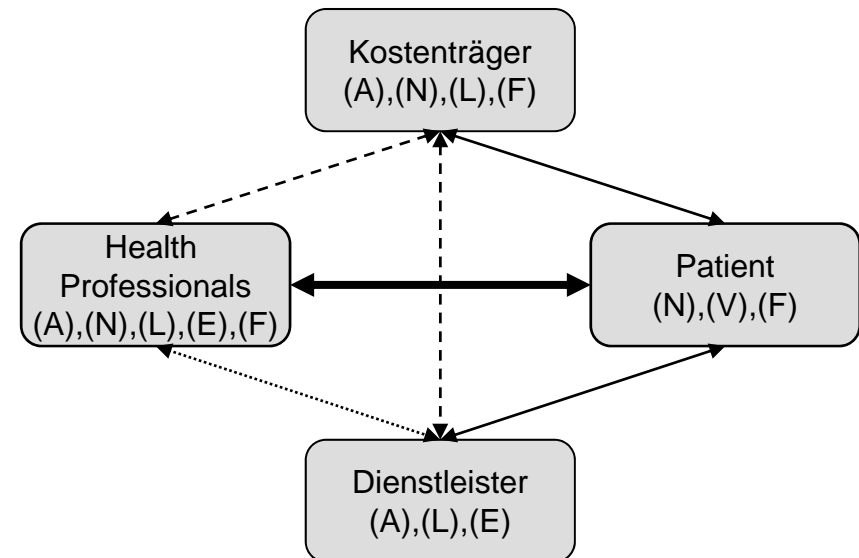 Kostenträger
(A),(N),(L),(F)
Health
Professionals
(A),(N),(L),(E),(F)
Patient
(N),(V),(F)
Dienstleister
(A),(L),(E)